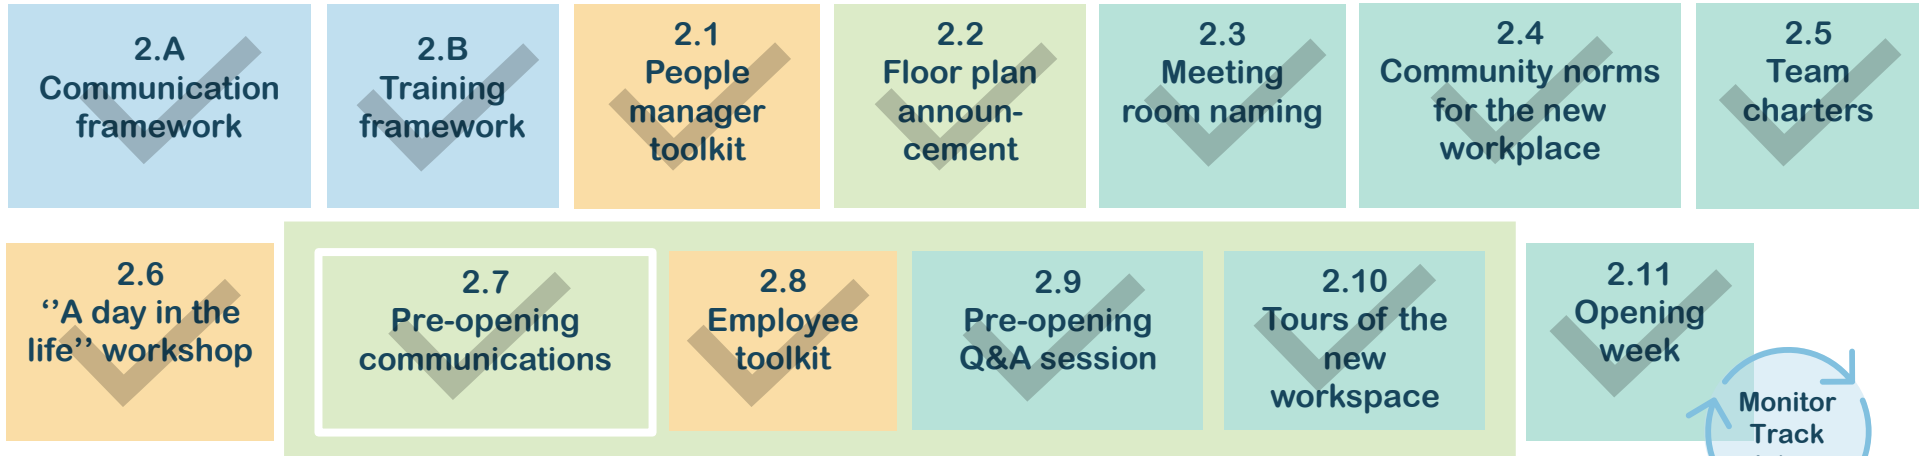 2.A
Communication
framework
2.B
Training
framework
2.1
People
manager
toolkit
2.2
Floor plan
announ-
cement
2.3
Meeting
room naming
2.4
Community norms
for the new
workplace
2.5
Team
charters
2.6
‘’A day in the
life’’ workshop
2.7
Pre-opening
communications
2.8
Employee
toolkit
2.9
Pre-opening
Q&A session
2.10
Tours of the
new
workspace
2.11
Opening
week
Monitor
Track